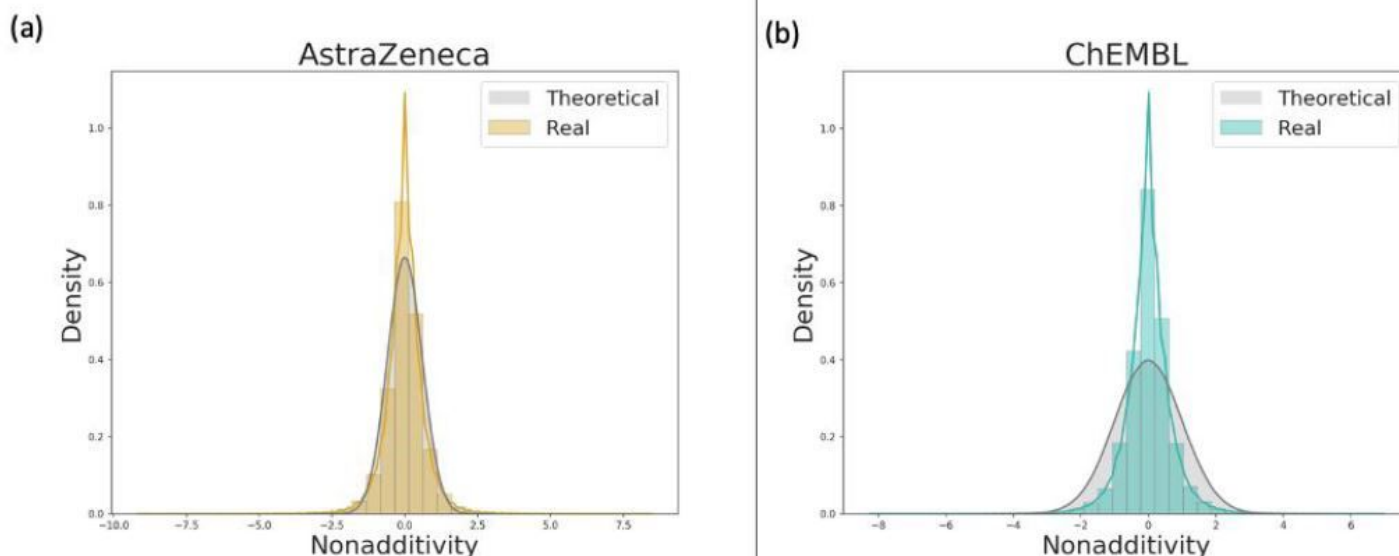 (a)
AstraZeneca
Theoretical
Real
1.0
0.8
0.6
0.4
0.2
0.0
Density
−10.0 −7.5 −5.0 −2.5 0.0 2.5 5.0 7.5
Nonadditivity
(b)
ChEMBL
Theoretical
Real
1.0
0.8
0.6
0.4
0.2
0.0
Density
−8 −6 −4 −2 0 2 4 6
Nonadditivity